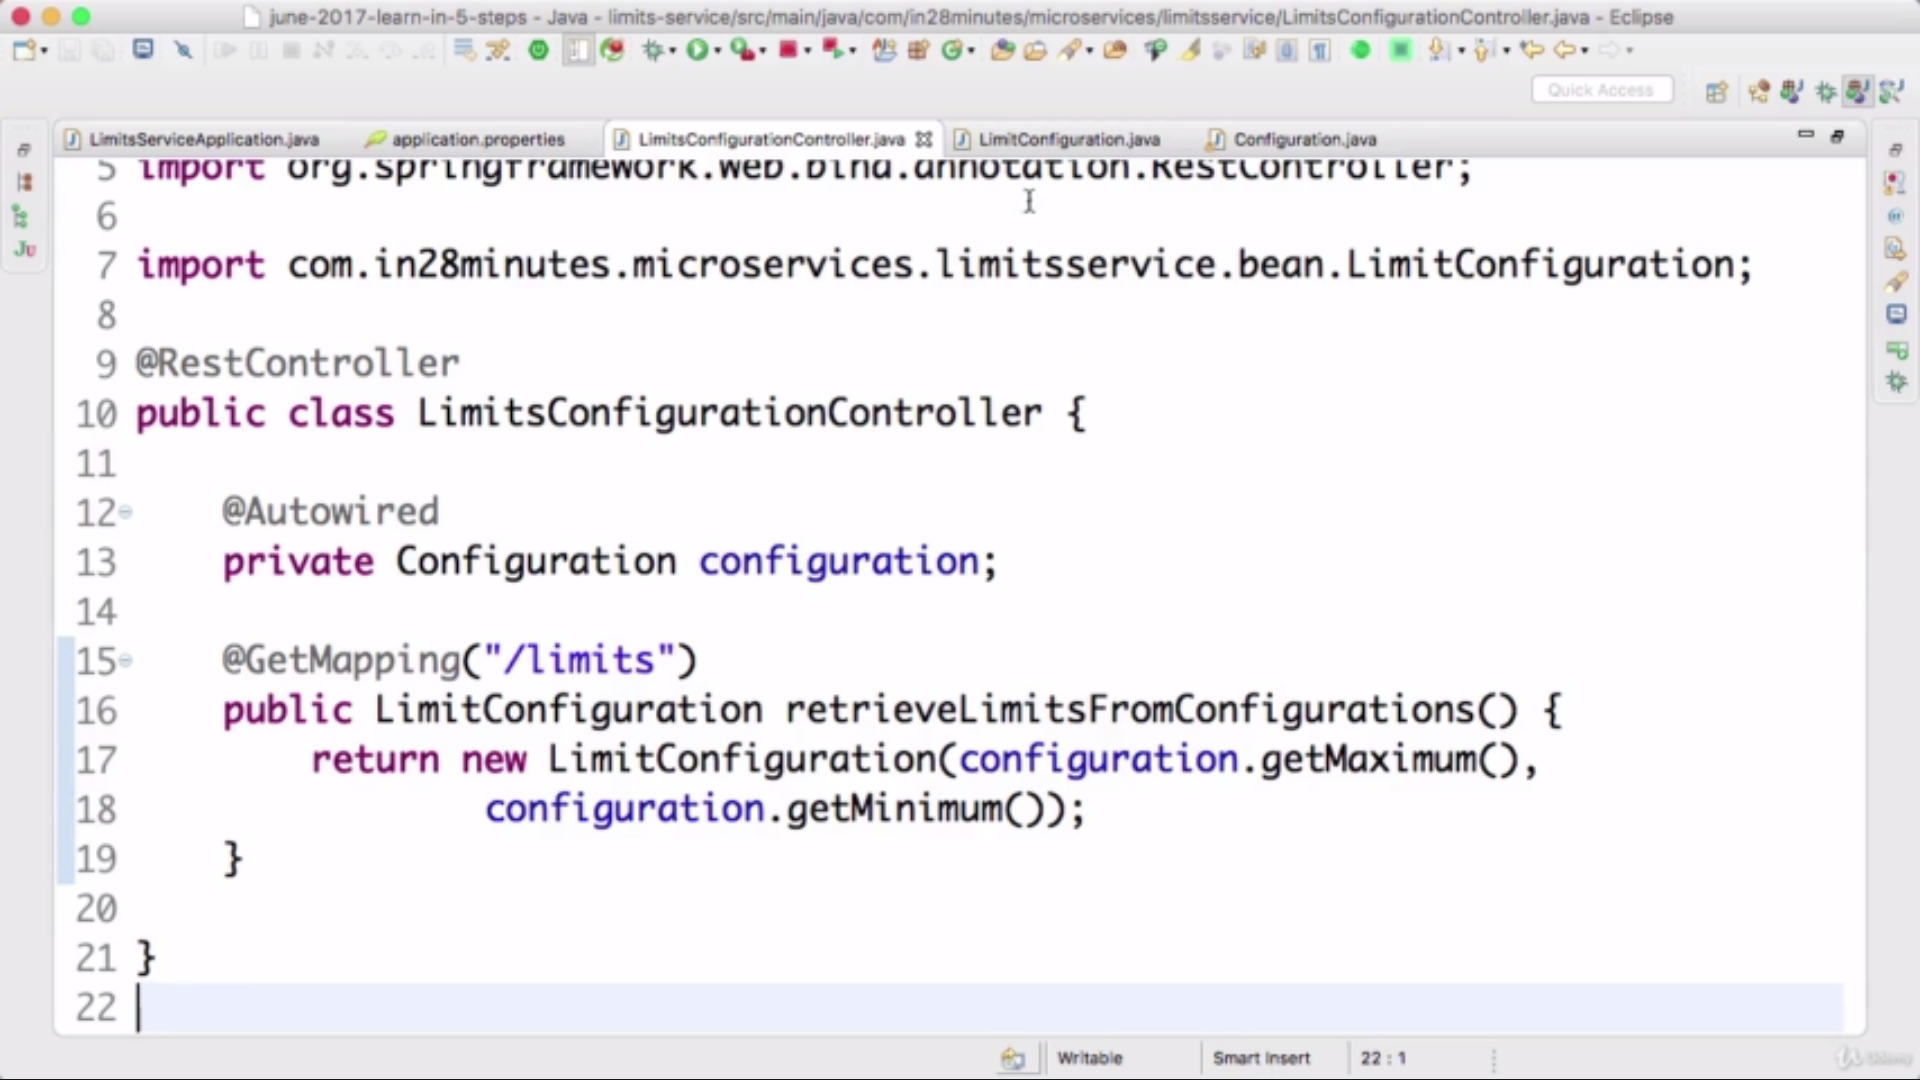 june-2017-learn-in-5-steps - Java - limits-service/src/main/java/com/in28minutes/microservices/limitsservice/LimitsConfigurationController.java - Eclipse
Quick Access
LimitsServiceApplication.java application.properties LimitsConfigurationController.java LimitConfiguration.java Configuration.java
5 import org.springframework.web.bind.annotation.RestController;
6
7 import com.in28minutes.microservices.limitsservice.bean.LimitConfiguration;
8
9 @RestController
10 public class LimitsConfigurationController {
11
12 @Autowired
13 private Configuration configuration;
14
15 @GetMapping("/limits")
16 public LimitConfiguration retrieveLimitsFromConfigurations() {
17 return new LimitConfiguration(configuration.getMaximum(),
18 configuration.getMinimum());
19 }
20
21 }
22
Ju
Writable Smart Insert 22 : 1
Udemy